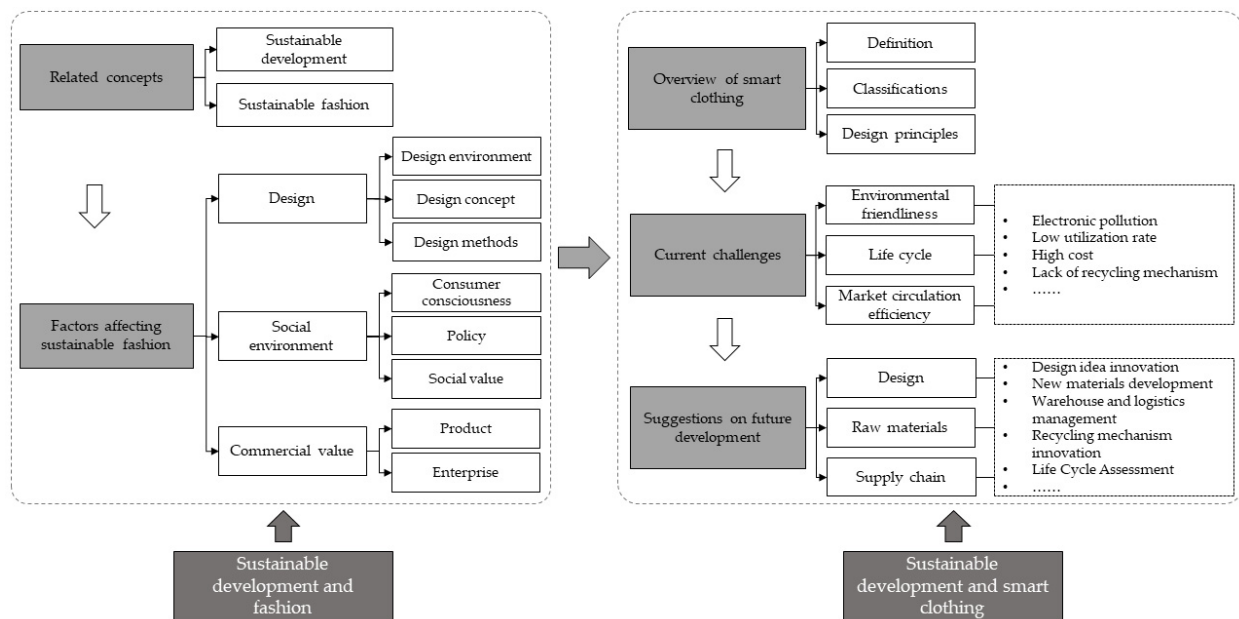 Related concepts
Sustainable
development
Sustainable fashion
Factors affecting
sustainable fashion
Design
Design environment
Design concept
Design methods
Social
environment
Consumer
consciousness
Policy
Social value
Commercial value
Product
Enterprise
Sustainable
development and
fashion
Overview of smart
clothing
Definition
Classifications
Design principles
Current challenges
Environmental
friendliness
Life cycle
Market circulation
efficiency
• Electronic pollution
• Low utilization rate
• High cost
• Lack of recycling mechanism
• ……
Suggestions on future
development
Design
Raw materials
Supply chain
• Design idea innovation
• New materials development
• Warehouse and logistics
management
• Recycling mechanism
innovation
• Life Cycle Assessment
• ……
Sustainable
development and smart
clothing